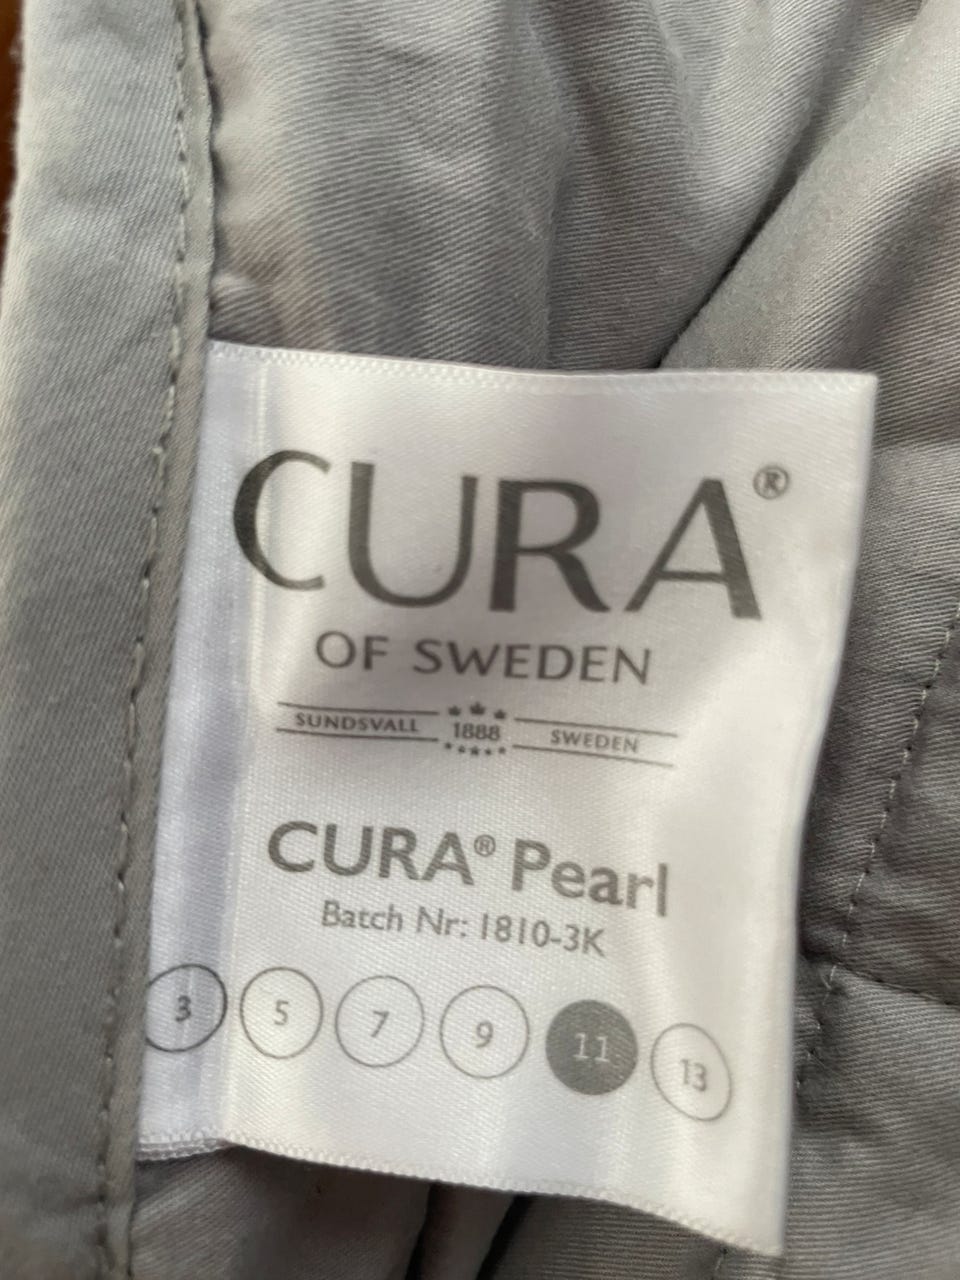 CURA®
OF SWEDEN
SUNDSVALL 1888 SWEDEN
CURA® Pearl
Batch Nr: 1810-3K
3 5 7 9 11 13